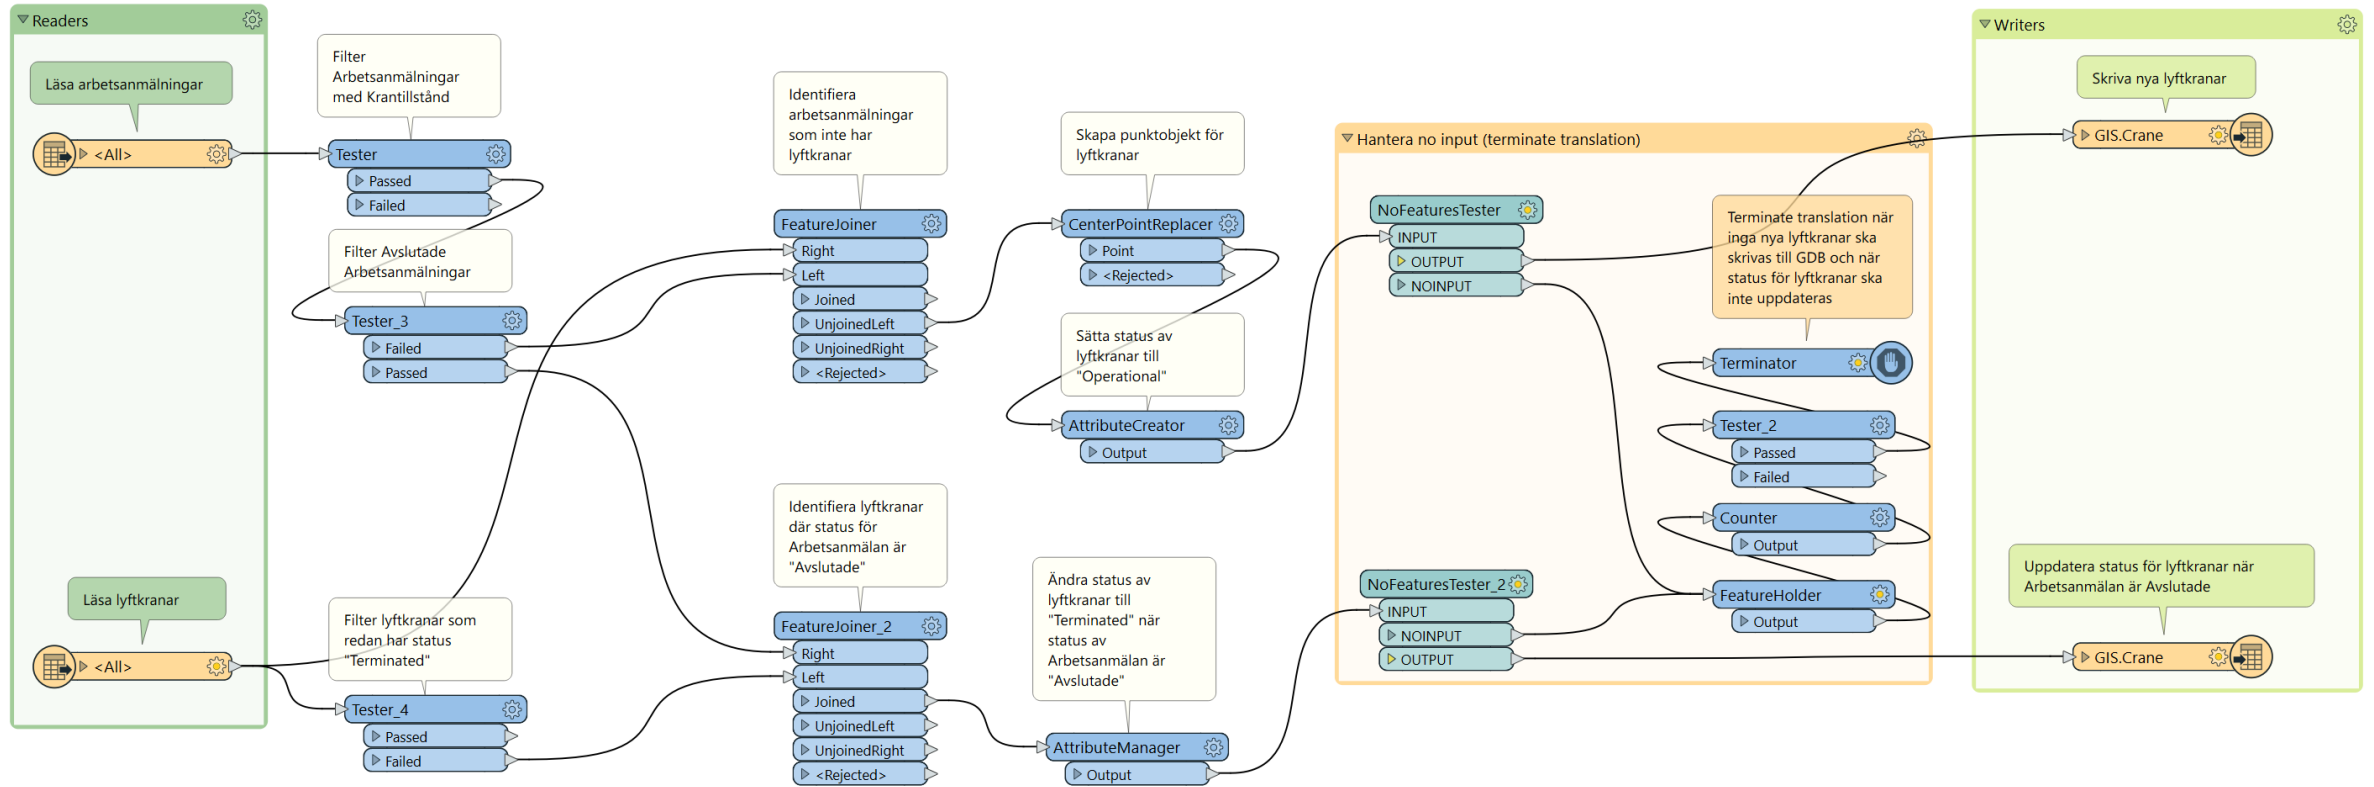 Readers
Läsa arbetsanmälningar
<All>
Läsa lyftkranar
<All>
Filter
Arbetsanmälningar
med Krantillstånd
Tester
Passed
Failed
Filter Avslutade
Arbetsanmälningar
Tester_3
Failed
Passed
Filter lyftkranar som
redan har status
"Terminated"
Tester_4
Passed
Failed
Identifiera
arbetsanmälningar
som inte har
lyftkranar
FeatureJoiner
Right
Left
Joined
UnjoinedLeft
UnjoinedRight
<Rejected>
Identifiera lyftkranar
där status för
Arbetsanmälan är
"Avslutade"
FeatureJoiner_2
Right
Left
Joined
UnjoinedLeft
UnjoinedRight
<Rejected>
Skapa punktobjekt för
lyftkranar
CenterPointReplacer
Point
<Rejected>
Sätta status av
lyftkranar till
"Operational"
AttributeCreator
Output
Ändra status av
lyftkranar till
"Terminated" när
status av
Arbetsanmälan är
"Avslutade"
AttributeManager
Output
Hantera no input (terminate translation)
NoFeaturesTester
INPUT
OUTPUT
NOINPUT
NoFeaturesTester_2
INPUT
NOINPUT
OUTPUT
Terminate translation när
inga nya lyftkranar ska
skrivas till GDB och när
status för lyftkranar ska
inte uppdateras
Terminator
Tester_2
Passed
Failed
Counter
Output
FeatureHolder
Output
Writers
Skriva nya lyftkranar
GIS.Crane
Uppdatera status för lyftkranar när
Arbetsanmälan är Avslutade
GIS.Crane